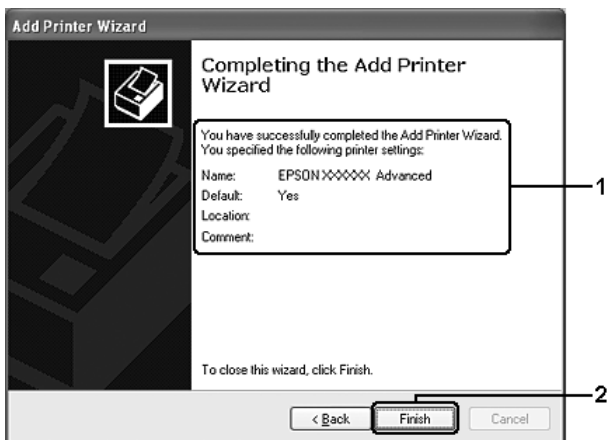 Add Printer Wizard
Completing the Add Printer
Wizard
You have successfully completed the Add Printer Wizard.
You specified the following printer settings:
Name: EPSON XXXXXX Advanced
Default: Yes
Location:
Comment:
1
To close this wizard, click Finish.
2
< Back Finish Cancel